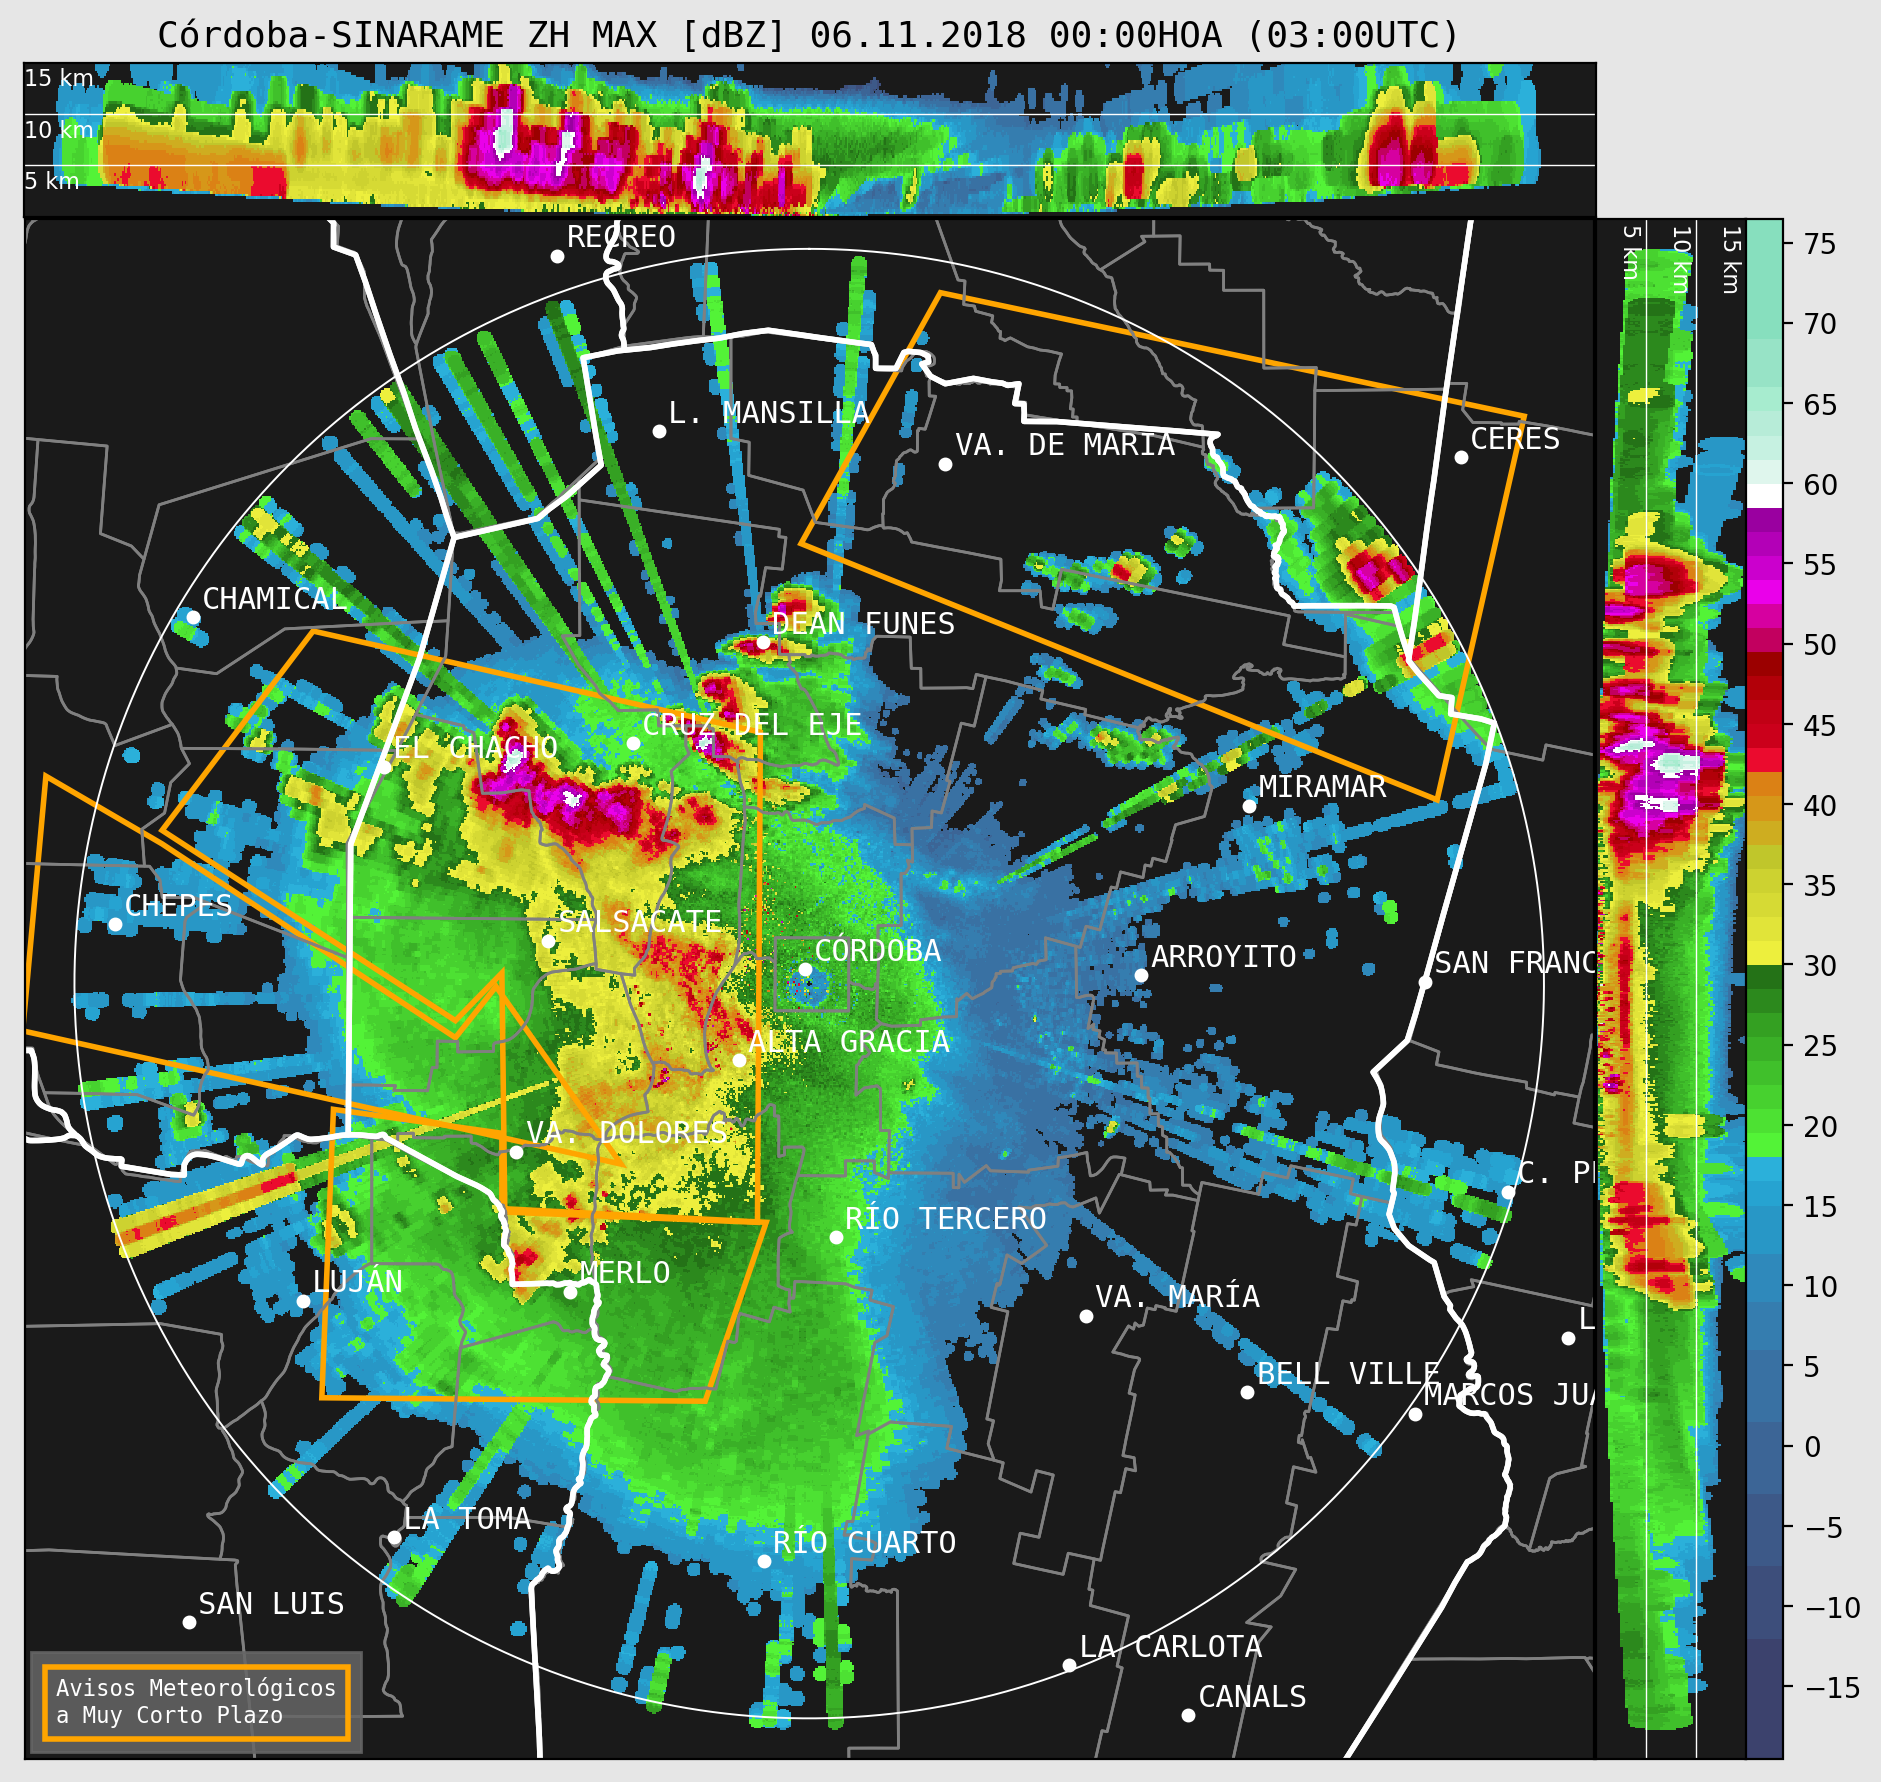 Córdoba-SINARAME ZH MAX [dBZ] 06.11.2018 00:00HOA (03:00UTC)
15 km
10 km
5 km
5 km
10 km
15 km
75
70
65
60
55
50
45
40
35
30
25
20
15
10
5
0
−5
−10
−15
RECREO
L. MANSILLA
VA. DE MARÍA
CERES
CHAMICAL
DEAN FUNES
CRUZ DEL EJE
EL CHACHO
MIRAMAR
CHEPES
SALSACATE
CÓRDOBA
ARROYITO
SAN FRANC
ALTA GRACIA
VA. DOLORES
C. PE
RÍO TERCERO
LUJÁN
MERLO
VA. MARÍA
L
BELL VILLE
MARCOS JUA
LA TOMA
RÍO CUARTO
SAN LUIS
LA CARLOTA
CANALS
Avisos Meteorológicos
a Muy Corto Plazo